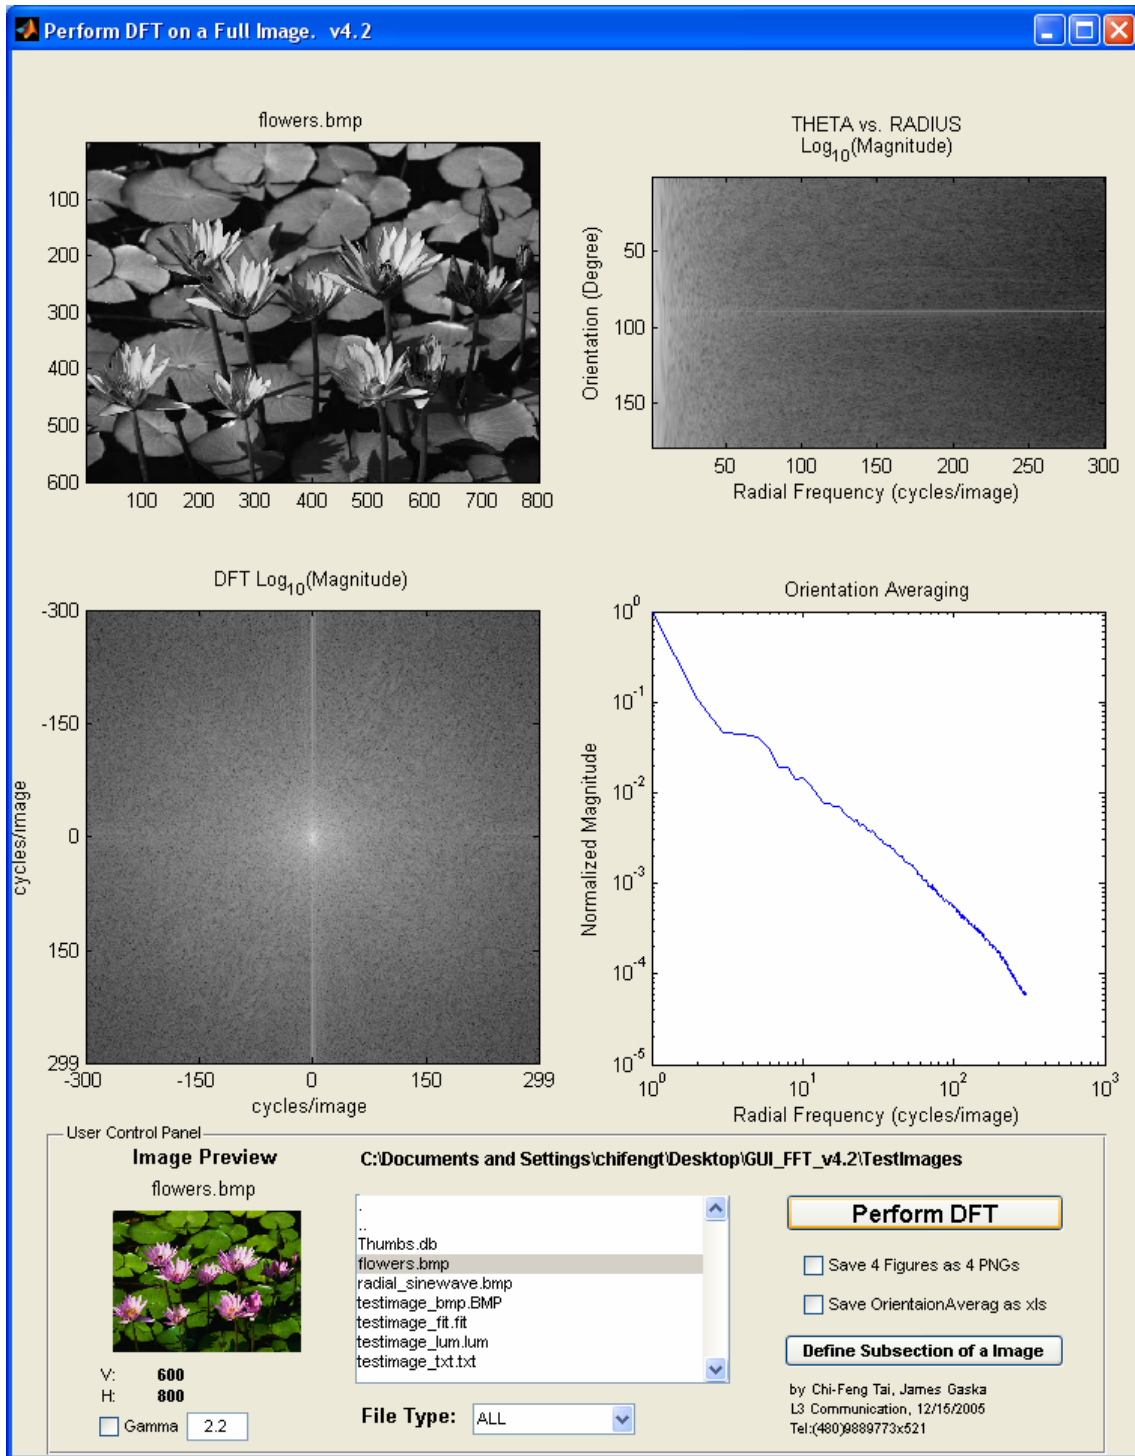 Perform DFT on a Full Image. v4.2
flowers.bmp
100
200
300
400
500
600
100 200 300 400 500 600 700 800
THETA vs. RADIUS
Log10(Magnitude)
Orientation (Degree)
50
100
150
50 100 150 200 250 300
Radial Frequency (cycles/image)
DFT Log10(Magnitude)
cycles/image
-300
-150
0
150
299
-300 -150 0 150 299
cycles/image
Orientation Averaging
Normalized Magnitude
10^0
10^-1
10^-2
10^-3
10^-4
10^-5
10^0 10^1 10^2 10^3
Radial Frequency (cycles/image)
User Control Panel
Image Preview
flowers.bmp
V: 600
H: 800
Gamma 2.2
C:\Documents and Settings\chifengt\Desktop\GUI_FFT_v4.2\TestImages
.
..
Thumbs.db
flowers.bmp
radial_sinewave.bmp
testimage_bmp.BMP
testimage_fit.fit
testimage_lum.lum
testimage_txt.txt
File Type: ALL
Perform DFT
Save 4 Figures as 4 PNGs
Save OrientaionAverag as xls
Define Subsection of a Image
by Chi-Feng Tai, James Gaska
L3 Communication, 12/15/2005
Tel:(480)9889773x521